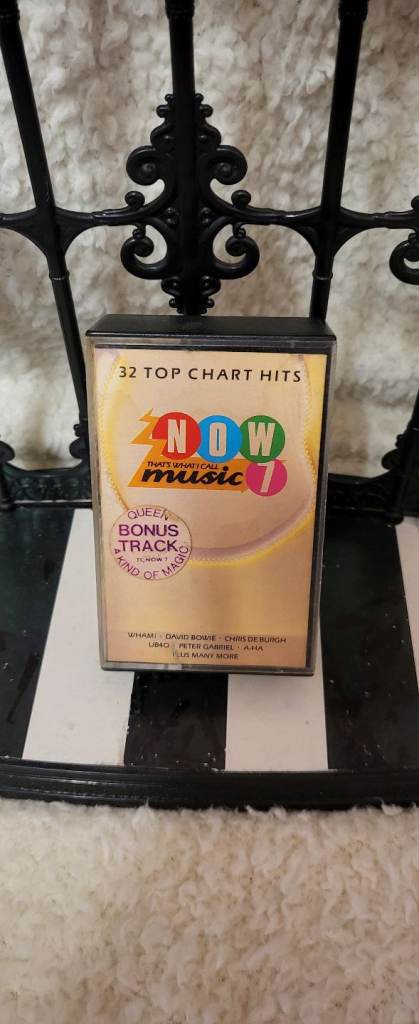 32 TOP CHART HITS
NOW
THAT'S WHAT I CALL
music 7
QUEEN
BONUS
TRACK
TC NOW 7
A KIND OF MAGIC
WHAM! · DAVID BOWIE · CHRIS DE BURGH
UB40 · PETER GABRIEL · A-HA
PLUS MANY MORE